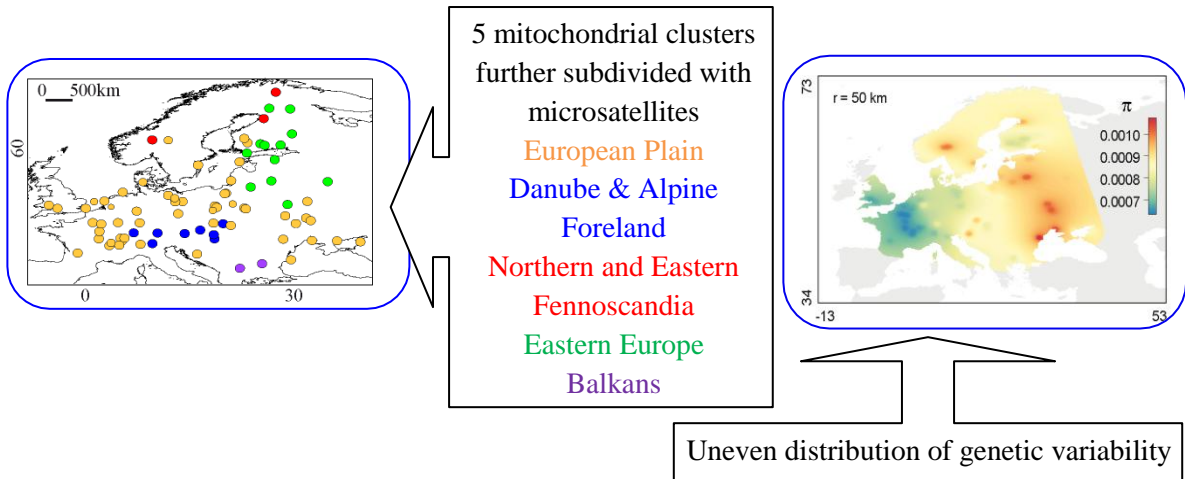 0 500km
60
0
30
5 mitochondrial clusters
further subdivided with
microsatellites
European Plain
Danube & Alpine
Foreland
Northern and Eastern
Fennoscandia
Eastern Europe
Balkans
73
r = 50 km
π
0.0010
0.0009
0.0008
0.0007
34
-13
53
Uneven distribution of genetic variability